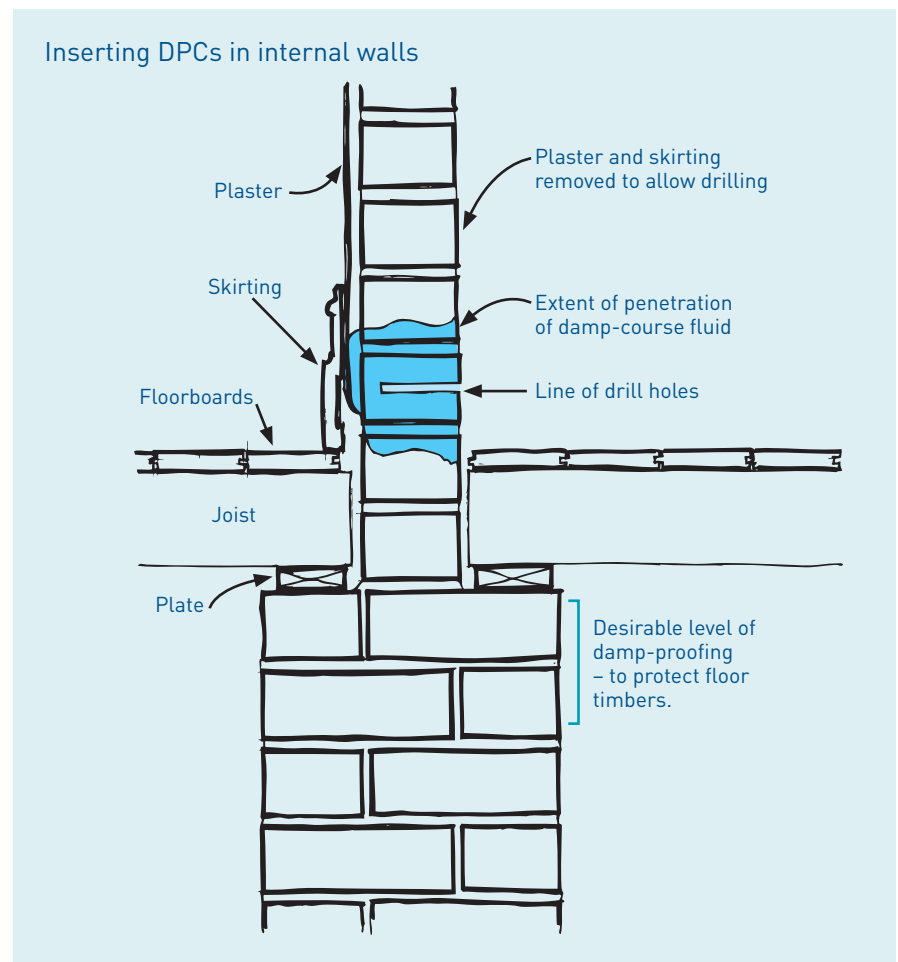 Inserting DPCs in internal walls
Plaster and skirting
removed to allow drilling
Plaster
Skirting
Extent of penetration
of damp-course fluid
Floorboards
Line of drill holes
Joist
Plate
Desirable level of
damp-proofing
– to protect floor
timbers.